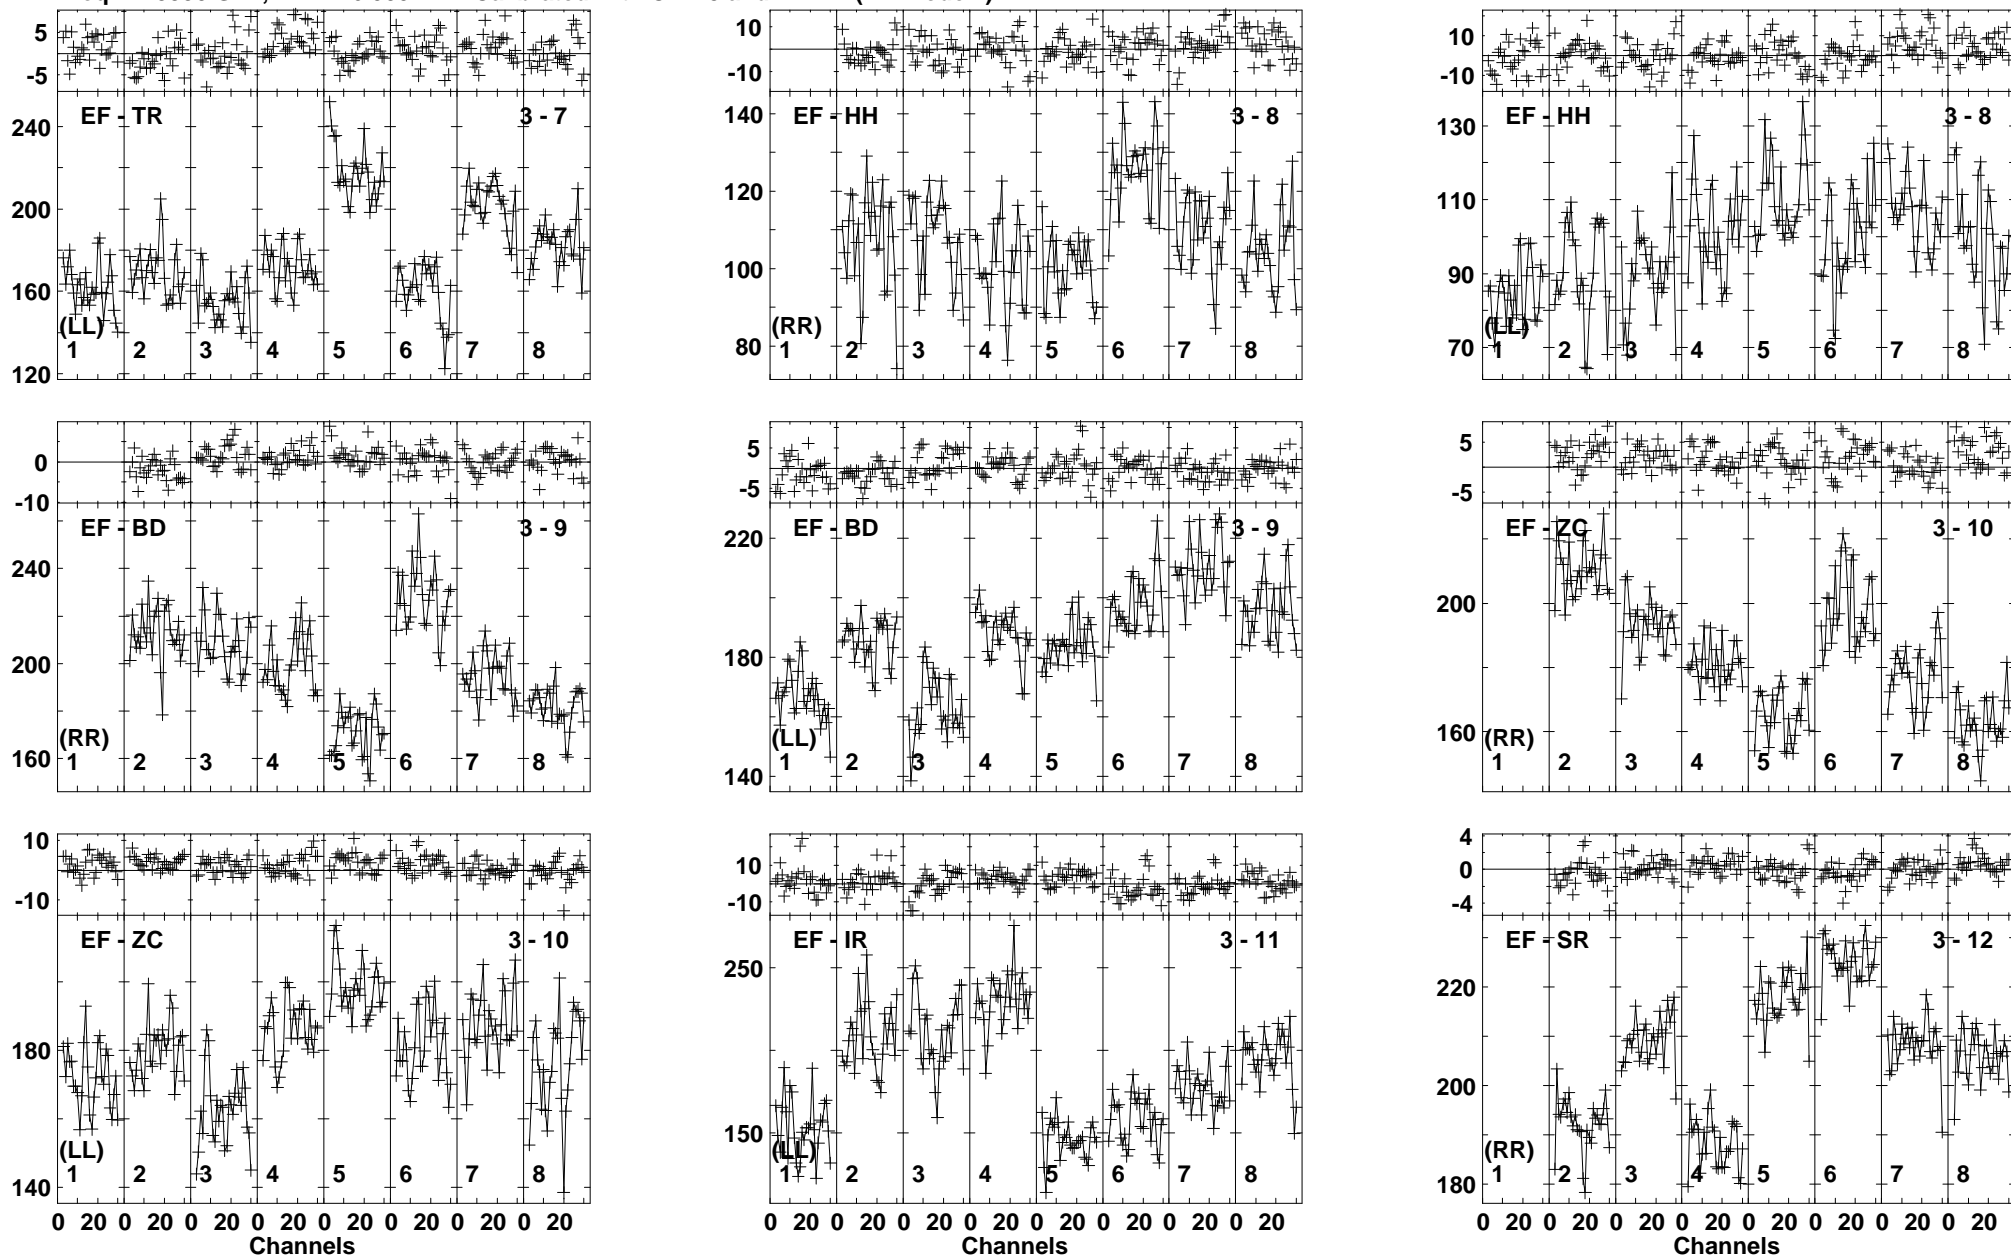 5
-5
240
200
160
120
EF - TR 3 - 7
(LL)
1 2 3 4 5 6 7 8
10
-10
140
120
100
80
EF - HH 3 - 8
(RR)
1 2 3 4 5 6 7 8
10
-10
130
110
90
70
EF - HH 3 - 8
(LL)
1 2 3 4 5 6 7 8
0
-10
240
200
160
EF - BD 3 - 9
(RR)
1 2 3 4 5 6 7 8
5
-5
220
180
140
EF - BD 3 - 9
(LL)
1 2 3 4 5 6 7 8
5
-5
200
160
EF - ZC 3 - 10
(RR)
1 2 3 4 5 6 7 8
10
-10
180
140
EF - ZC 3 - 10
(LL)
1 2 3 4 5 6 7 8
0 20 0 20 0 20 0 20 0 20 0 20 0 20 0 20
Channels
10
-10
250
150
EF - IR 3 - 11
(LL)
1 2 3 4 5 6 7 8
0 20 0 20 0 20 0 20 0 20 0 20 0 20 0 20
Channels
4
0
-4
220
200
180
EF - SR 3 - 12
(RR)
1 2 3 4 5 6 7 8
0 20 0 20 0 20 0 20 0 20 0 20 0 20 0 20
Channels